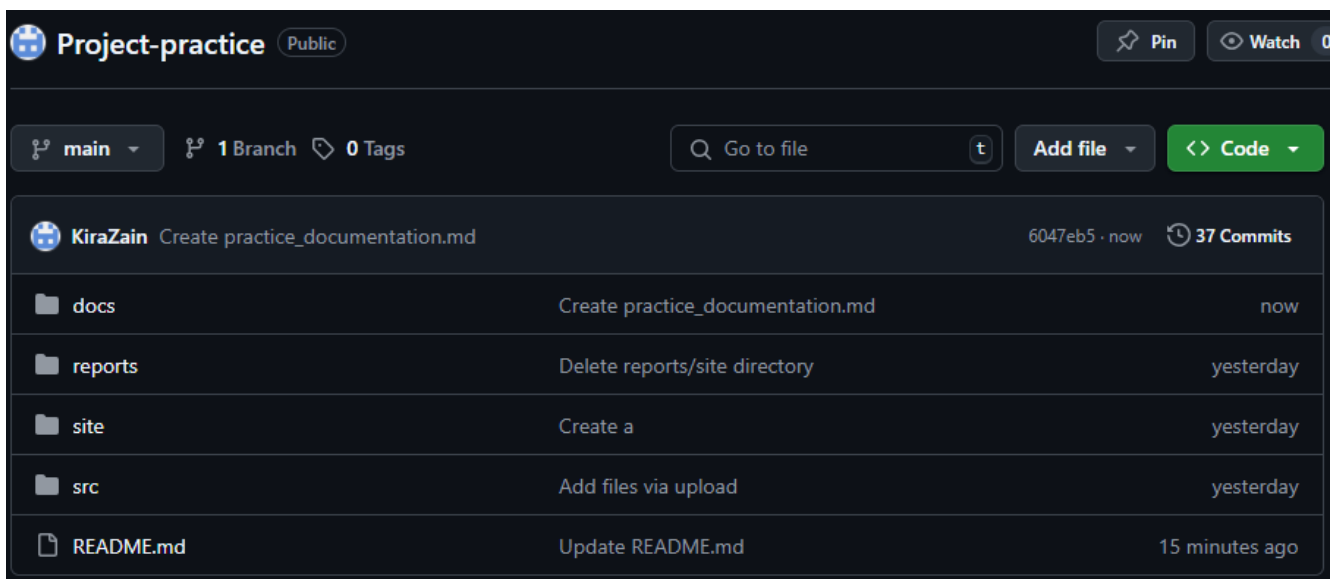 Project-practice Public Pin Watch 0
main 1 Branch 0 Tags Go to file t Add file <> Code
KiraZain Create practice_documentation.md 6047eb5 · now 37 Commits
docs Create practice_documentation.md now
reports Delete reports/site directory yesterday
site Create a yesterday
src Add files via upload yesterday
README.md Update README.md 15 minutes ago